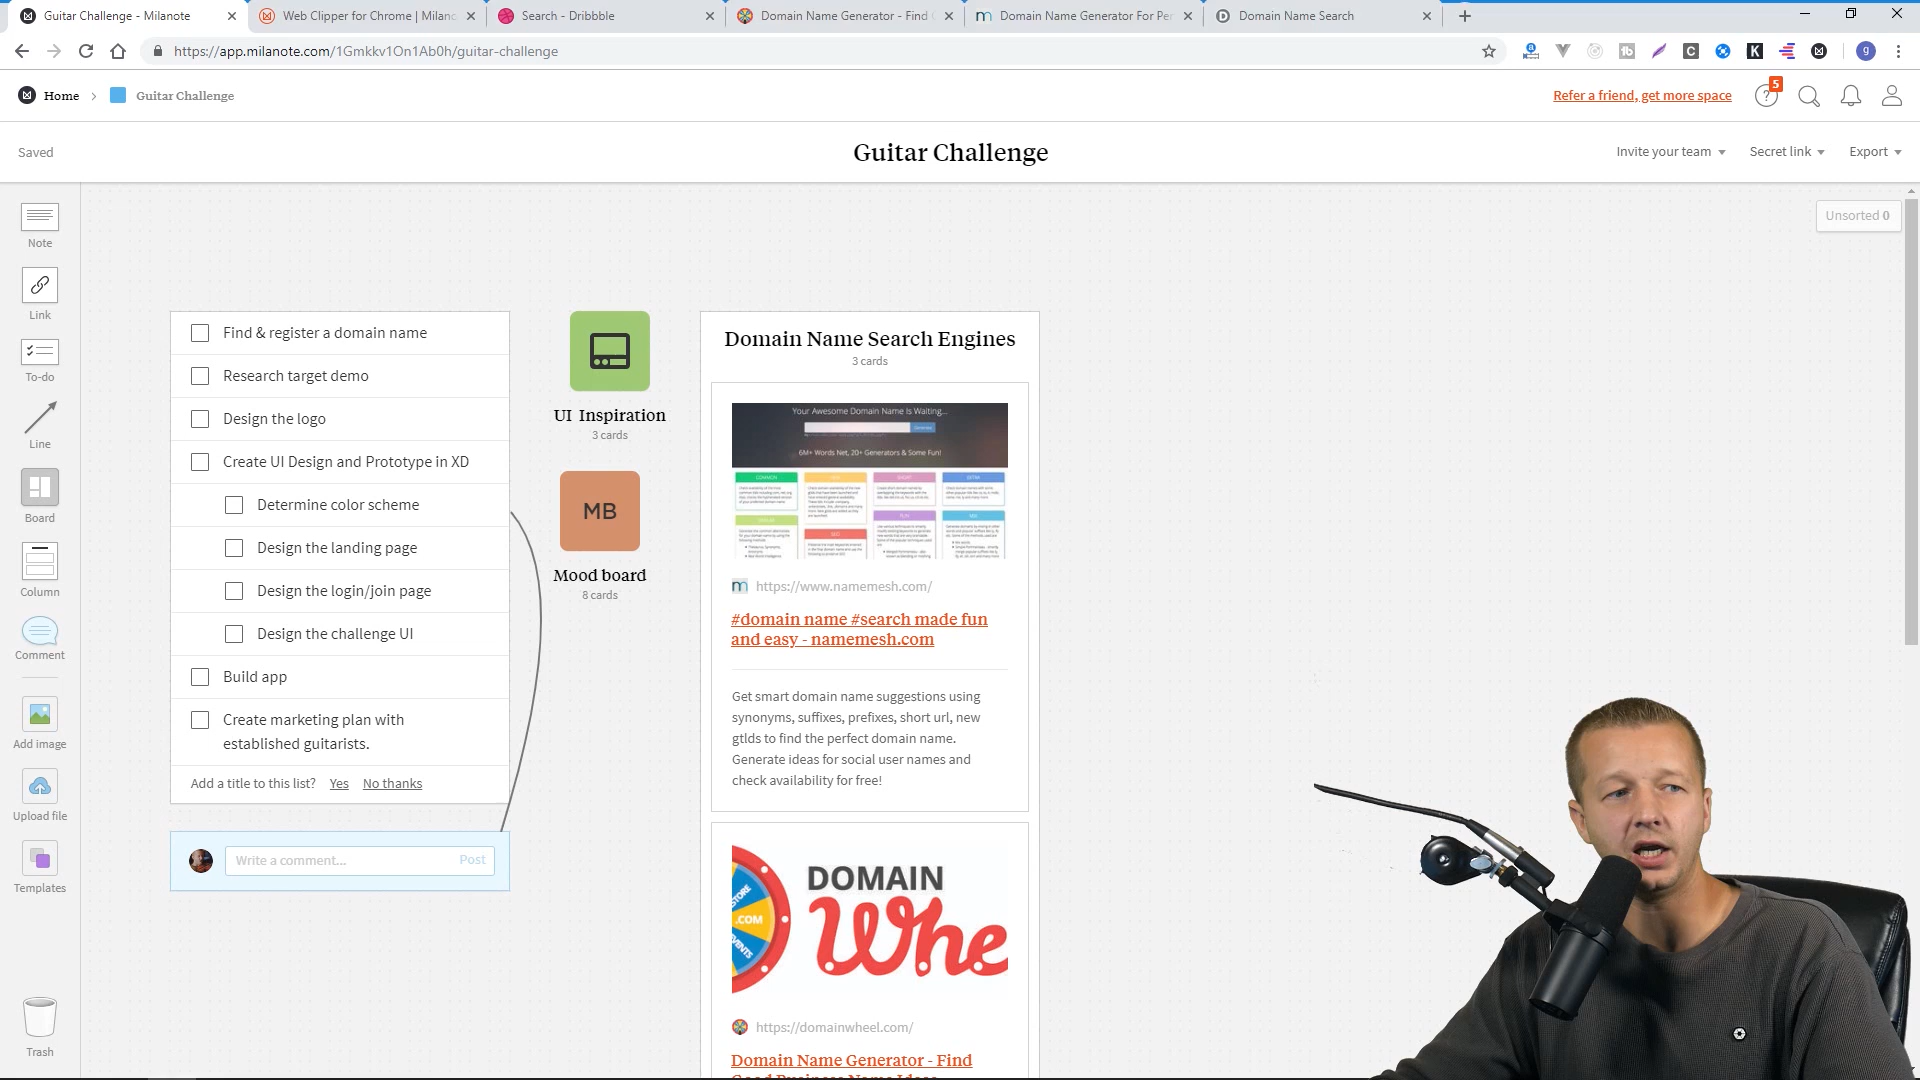 Guitar Challenge - Milanote
Web Clipper for Chrome | Milanc
Search - Dribbble
Domain Name Generator - Find
Domain Name Generator For Per
Domain Name Search
https://app.milanote.com/1Gmkkv1On1Ab0h/guitar-challenge
Home
Guitar Challenge
Refer a friend, get more space
5
Saved
Guitar Challenge
Invite your team
Secret link
Export
Unsorted 0
Note
Link
To-do
Line
Board
Column
Comment
Add image
Upload file
Templates
Trash
Find & register a domain name
Research target demo
Design the logo
Create UI Design and Prototype in XD
Determine color scheme
Design the landing page
Design the login/join page
Design the challenge UI
Build app
Create marketing plan with
established guitarists.
Add a title to this list? Yes No thanks
Write a comment...
Post
UI Inspiration
3 cards
MB
Mood board
8 cards
Domain Name Search Engines
3 cards
Your Awesome Domain Name Is Waiting...
6M+ Words Net, 20+ Generators & Some Fun!
COMMON
https://www.namemesh.com/
#domain name #search made fun
and easy - namemesh.com
Get smart domain name suggestions using
synonyms, suffixes, prefixes, short url, new
gtlds to find the perfect domain name.
Generate ideas for social user names and
check availability for free!
STORE
.COM
EVENTS
DOMAIN
Whe
https://domainwheel.com/
Domain Name Generator - Find
Good Business Name Ideas